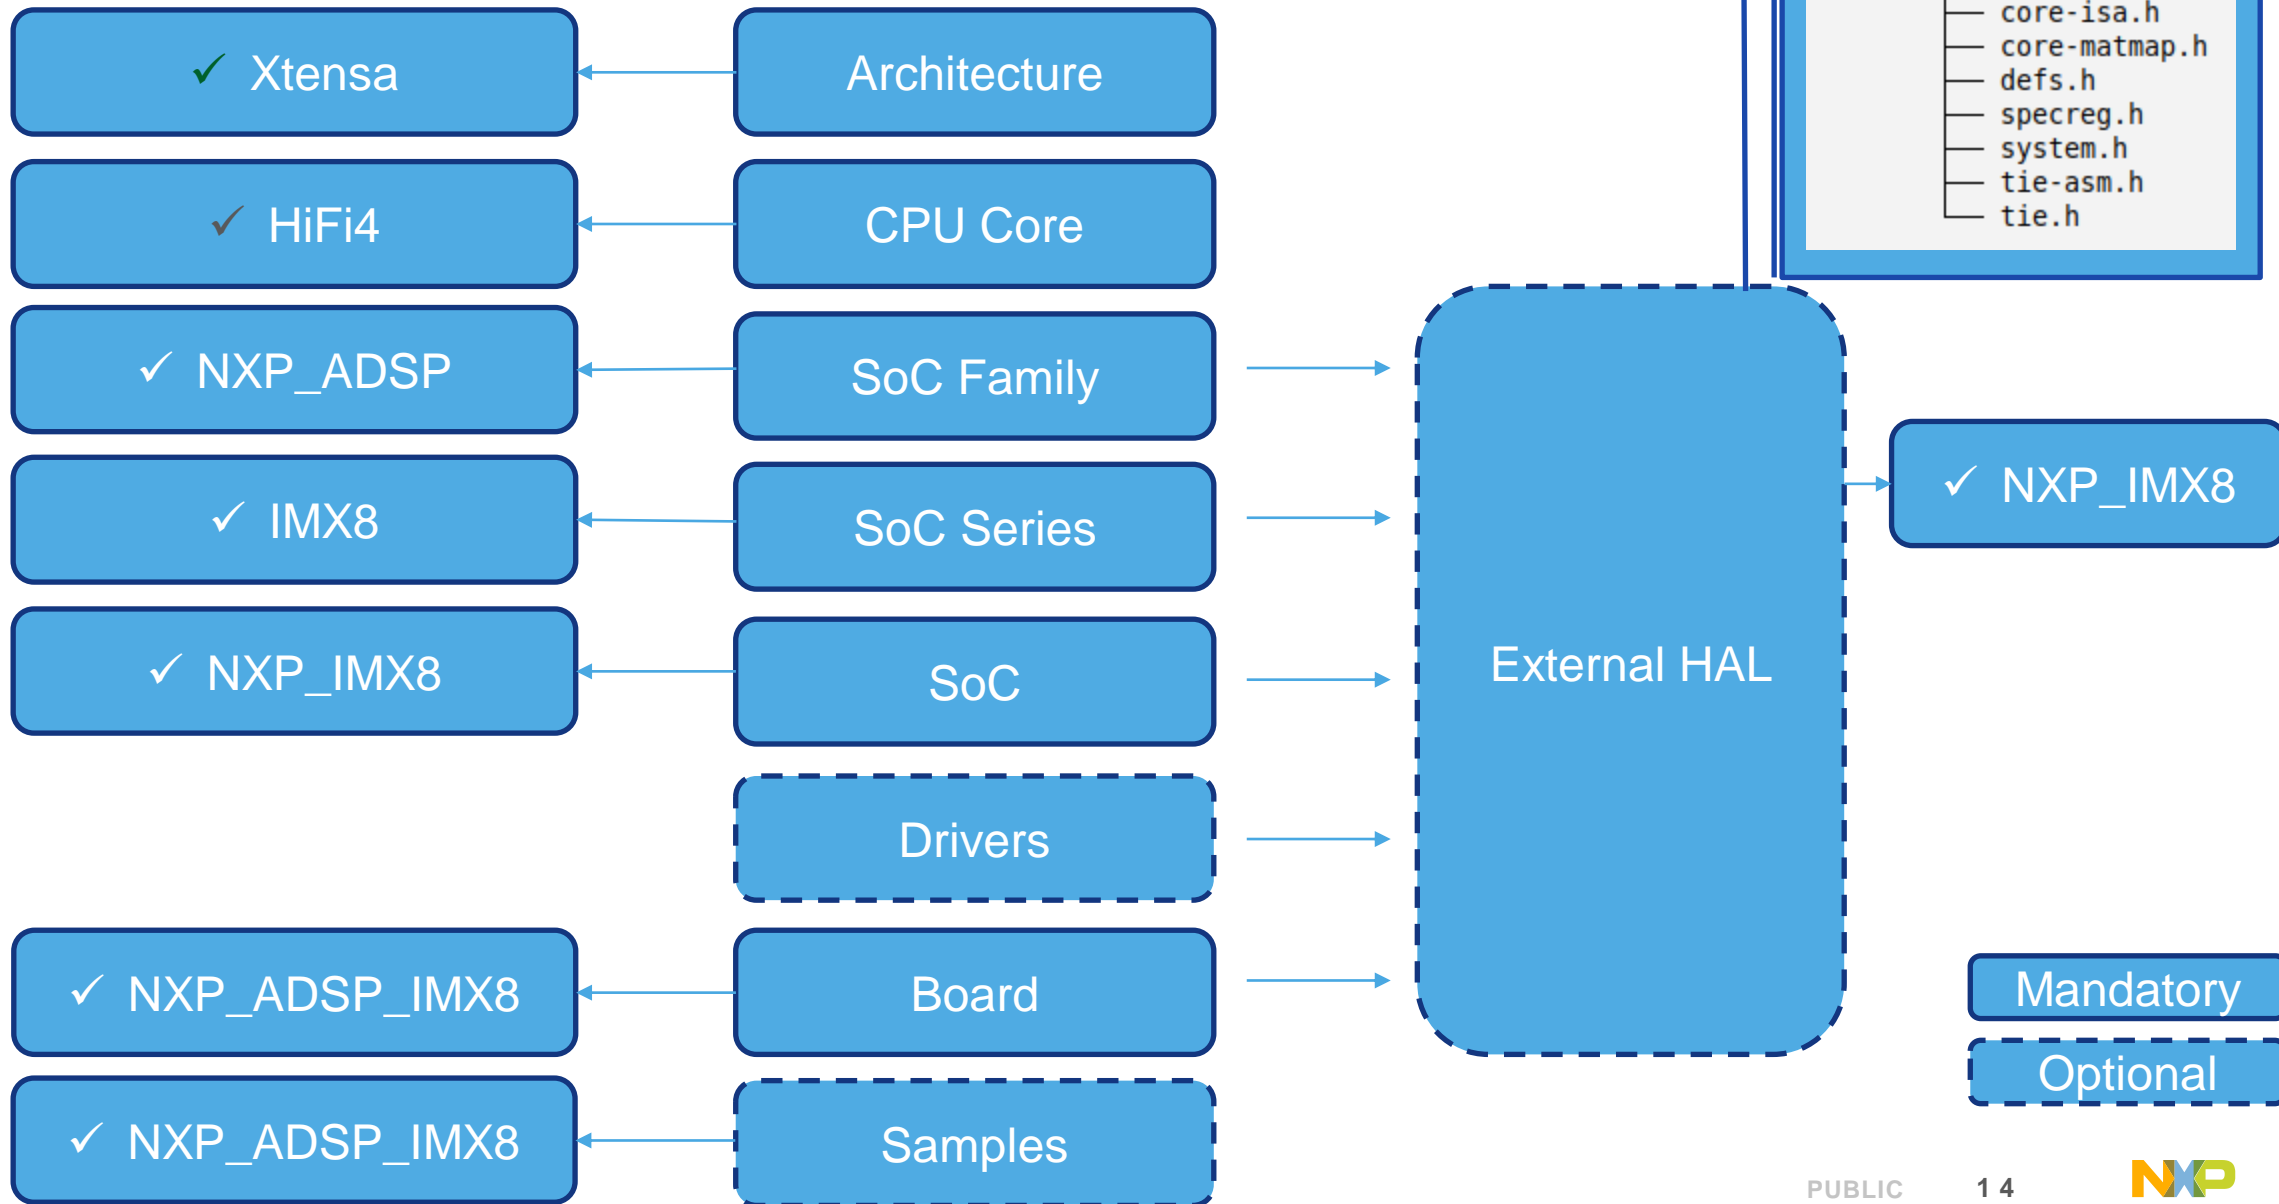 core-isa.h
core-matmap.h
defs.h
specreg.h
system.h
tie-asm.h
tie.h
✓ Xtensa
Architecture
✓ HiFi4
CPU Core
✓ NXP_ADSP
SoC Family
✓ IMX8
SoC Series
✓ NXP_IMX8
SoC
Drivers
✓ NXP_ADSP_IMX8
Board
✓ NXP_ADSP_IMX8
Samples
External HAL
✓ NXP_IMX8
Mandatory
Optional
PUBLIC 14
NXP